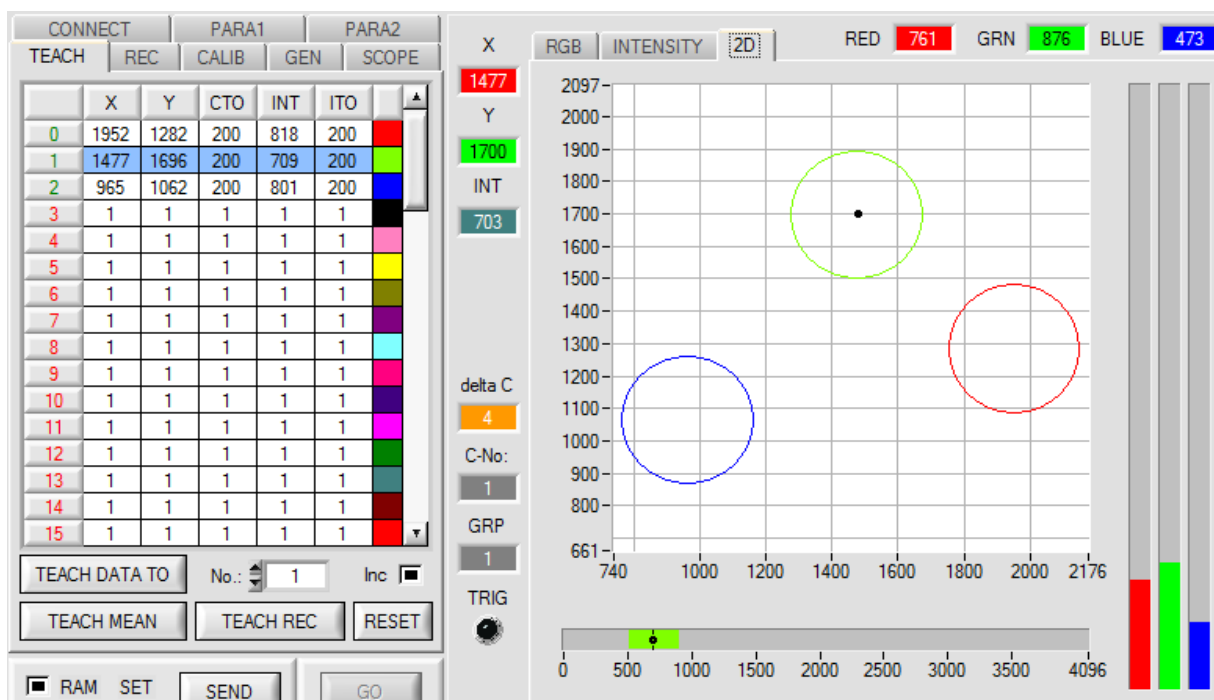 CONNECT PARA1 PARA2
TEACH REC CALIB GEN SCOPE
X Y CTO INT ITO
0 1952 1282 200 818 200
1 1477 1696 200 709 200
2 965 1062 200 801 200
3 1 1 1 1 1
4 1 1 1 1 1
5 1 1 1 1 1
6 1 1 1 1 1
7 1 1 1 1 1
8 1 1 1 1 1
9 1 1 1 1 1
10 1 1 1 1 1
11 1 1 1 1 1
12 1 1 1 1 1
13 1 1 1 1 1
14 1 1 1 1 1
15 1 1 1 1 1
TEACH DATA TO No.: 1 Inc
TEACH MEAN TEACH REC RESET
RAM SET SEND GO
X
1477
Y
1700
INT
703
delta C
4
C-No:
1
GRP
1
TRIG
RGB INTENSITY 2D RED 761 GRN 876 BLUE 473
2097
2000
1900
1800
1700
1600
1500
1400
1300
1200
1100
1000
900
800
661
740 1000 1200 1400 1600 1800 2000 2176
0 500 1000 1500 2000 2500 3000 3500 4096